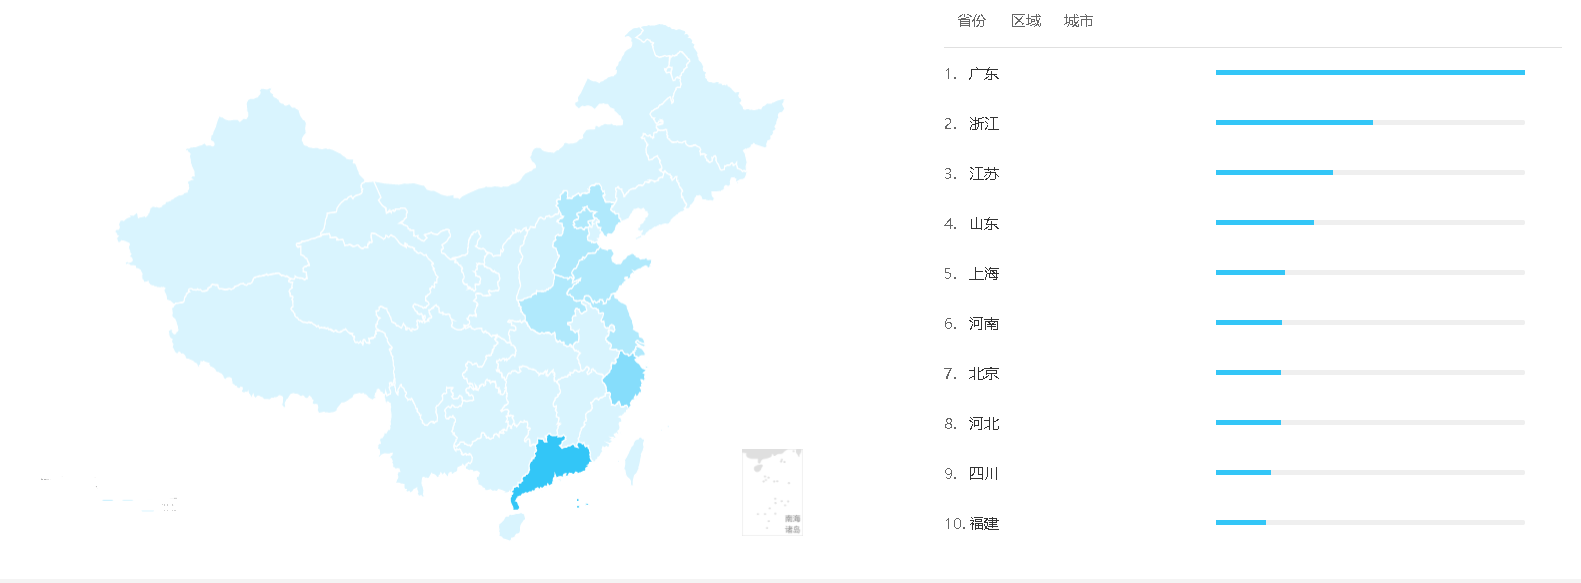 省份 区域 城市
1. 广东
2. 浙江
3. 江苏
4. 山东
5. 上海
6. 河南
7. 北京
8. 河北
9. 四川
10. 福建
南海
诸岛